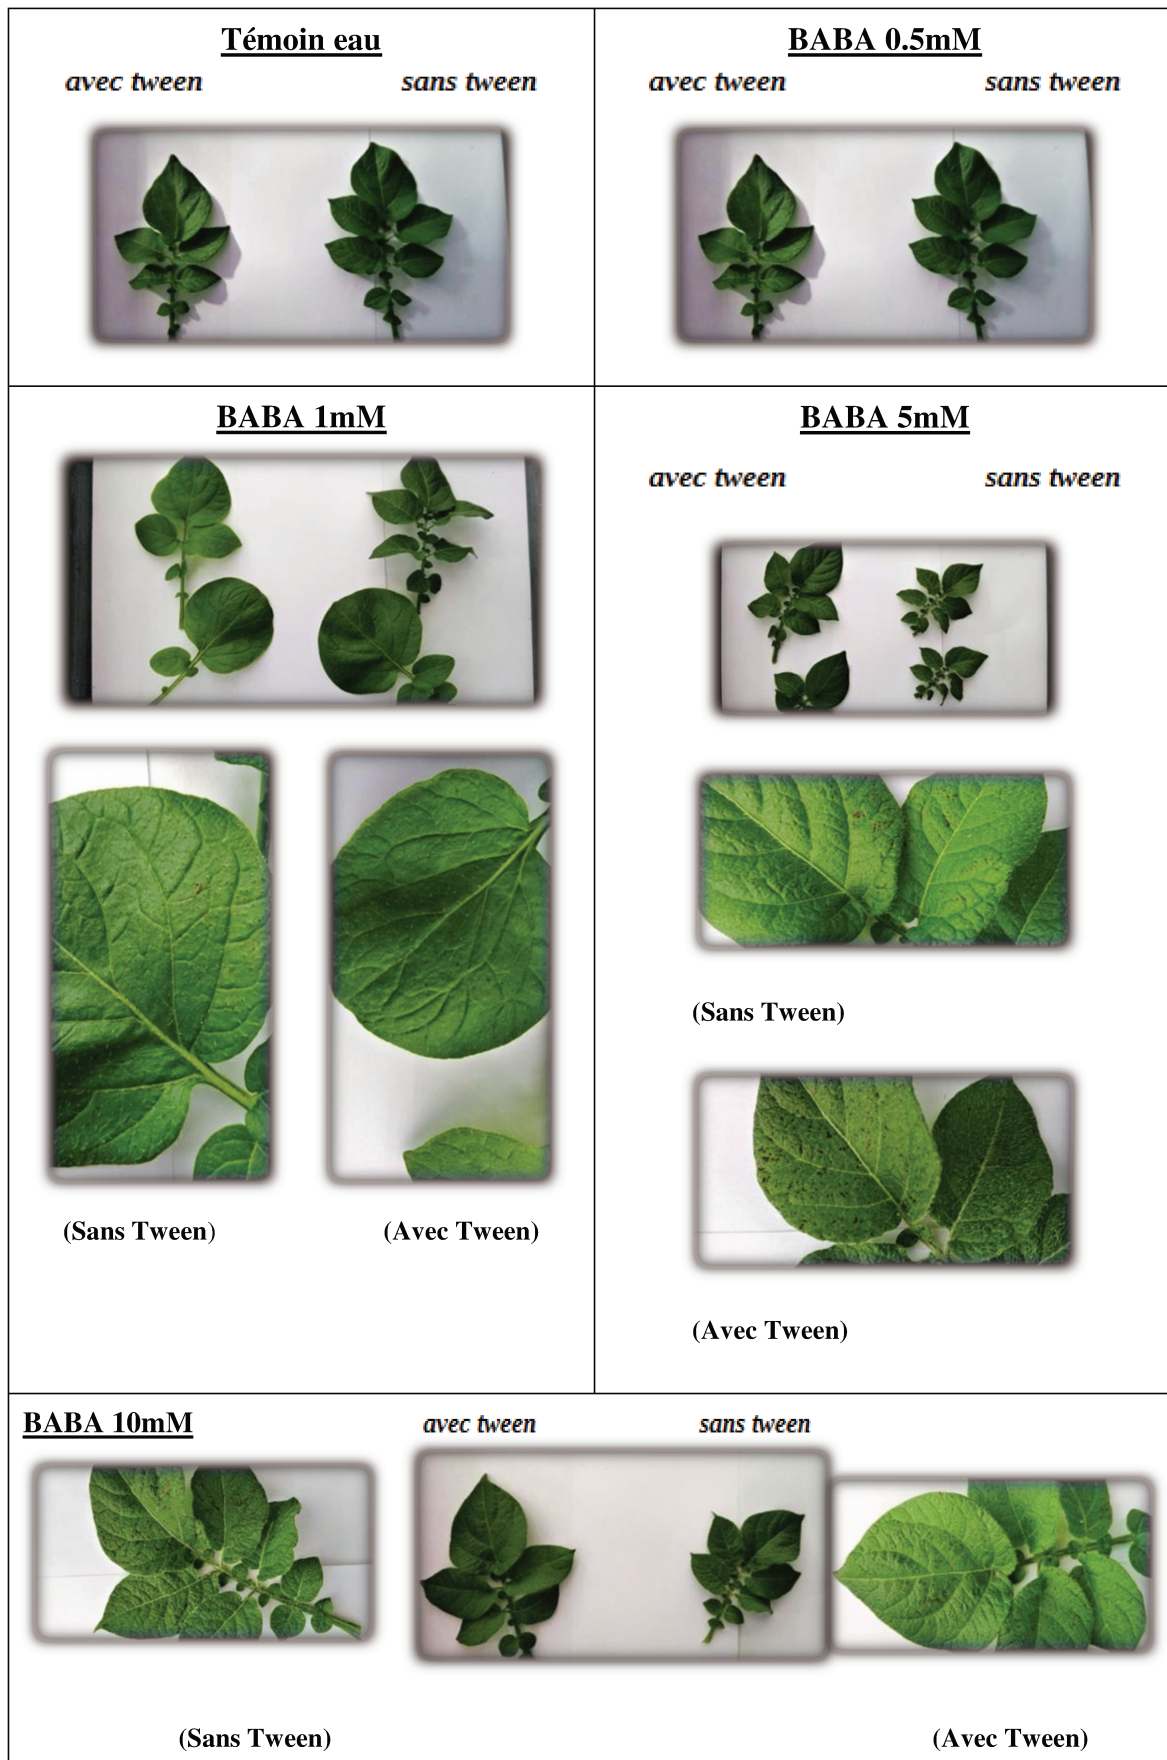 Témoin eau
avec tween sans tween
BABA 0.5mM
avec tween sans tween
BABA 1mM
(Sans Tween) (Avec Tween)
BABA 5mM
avec tween sans tween
(Sans Tween)
(Avec Tween)
BABA 10mM
avec tween sans tween
(Sans Tween) (Avec Tween)